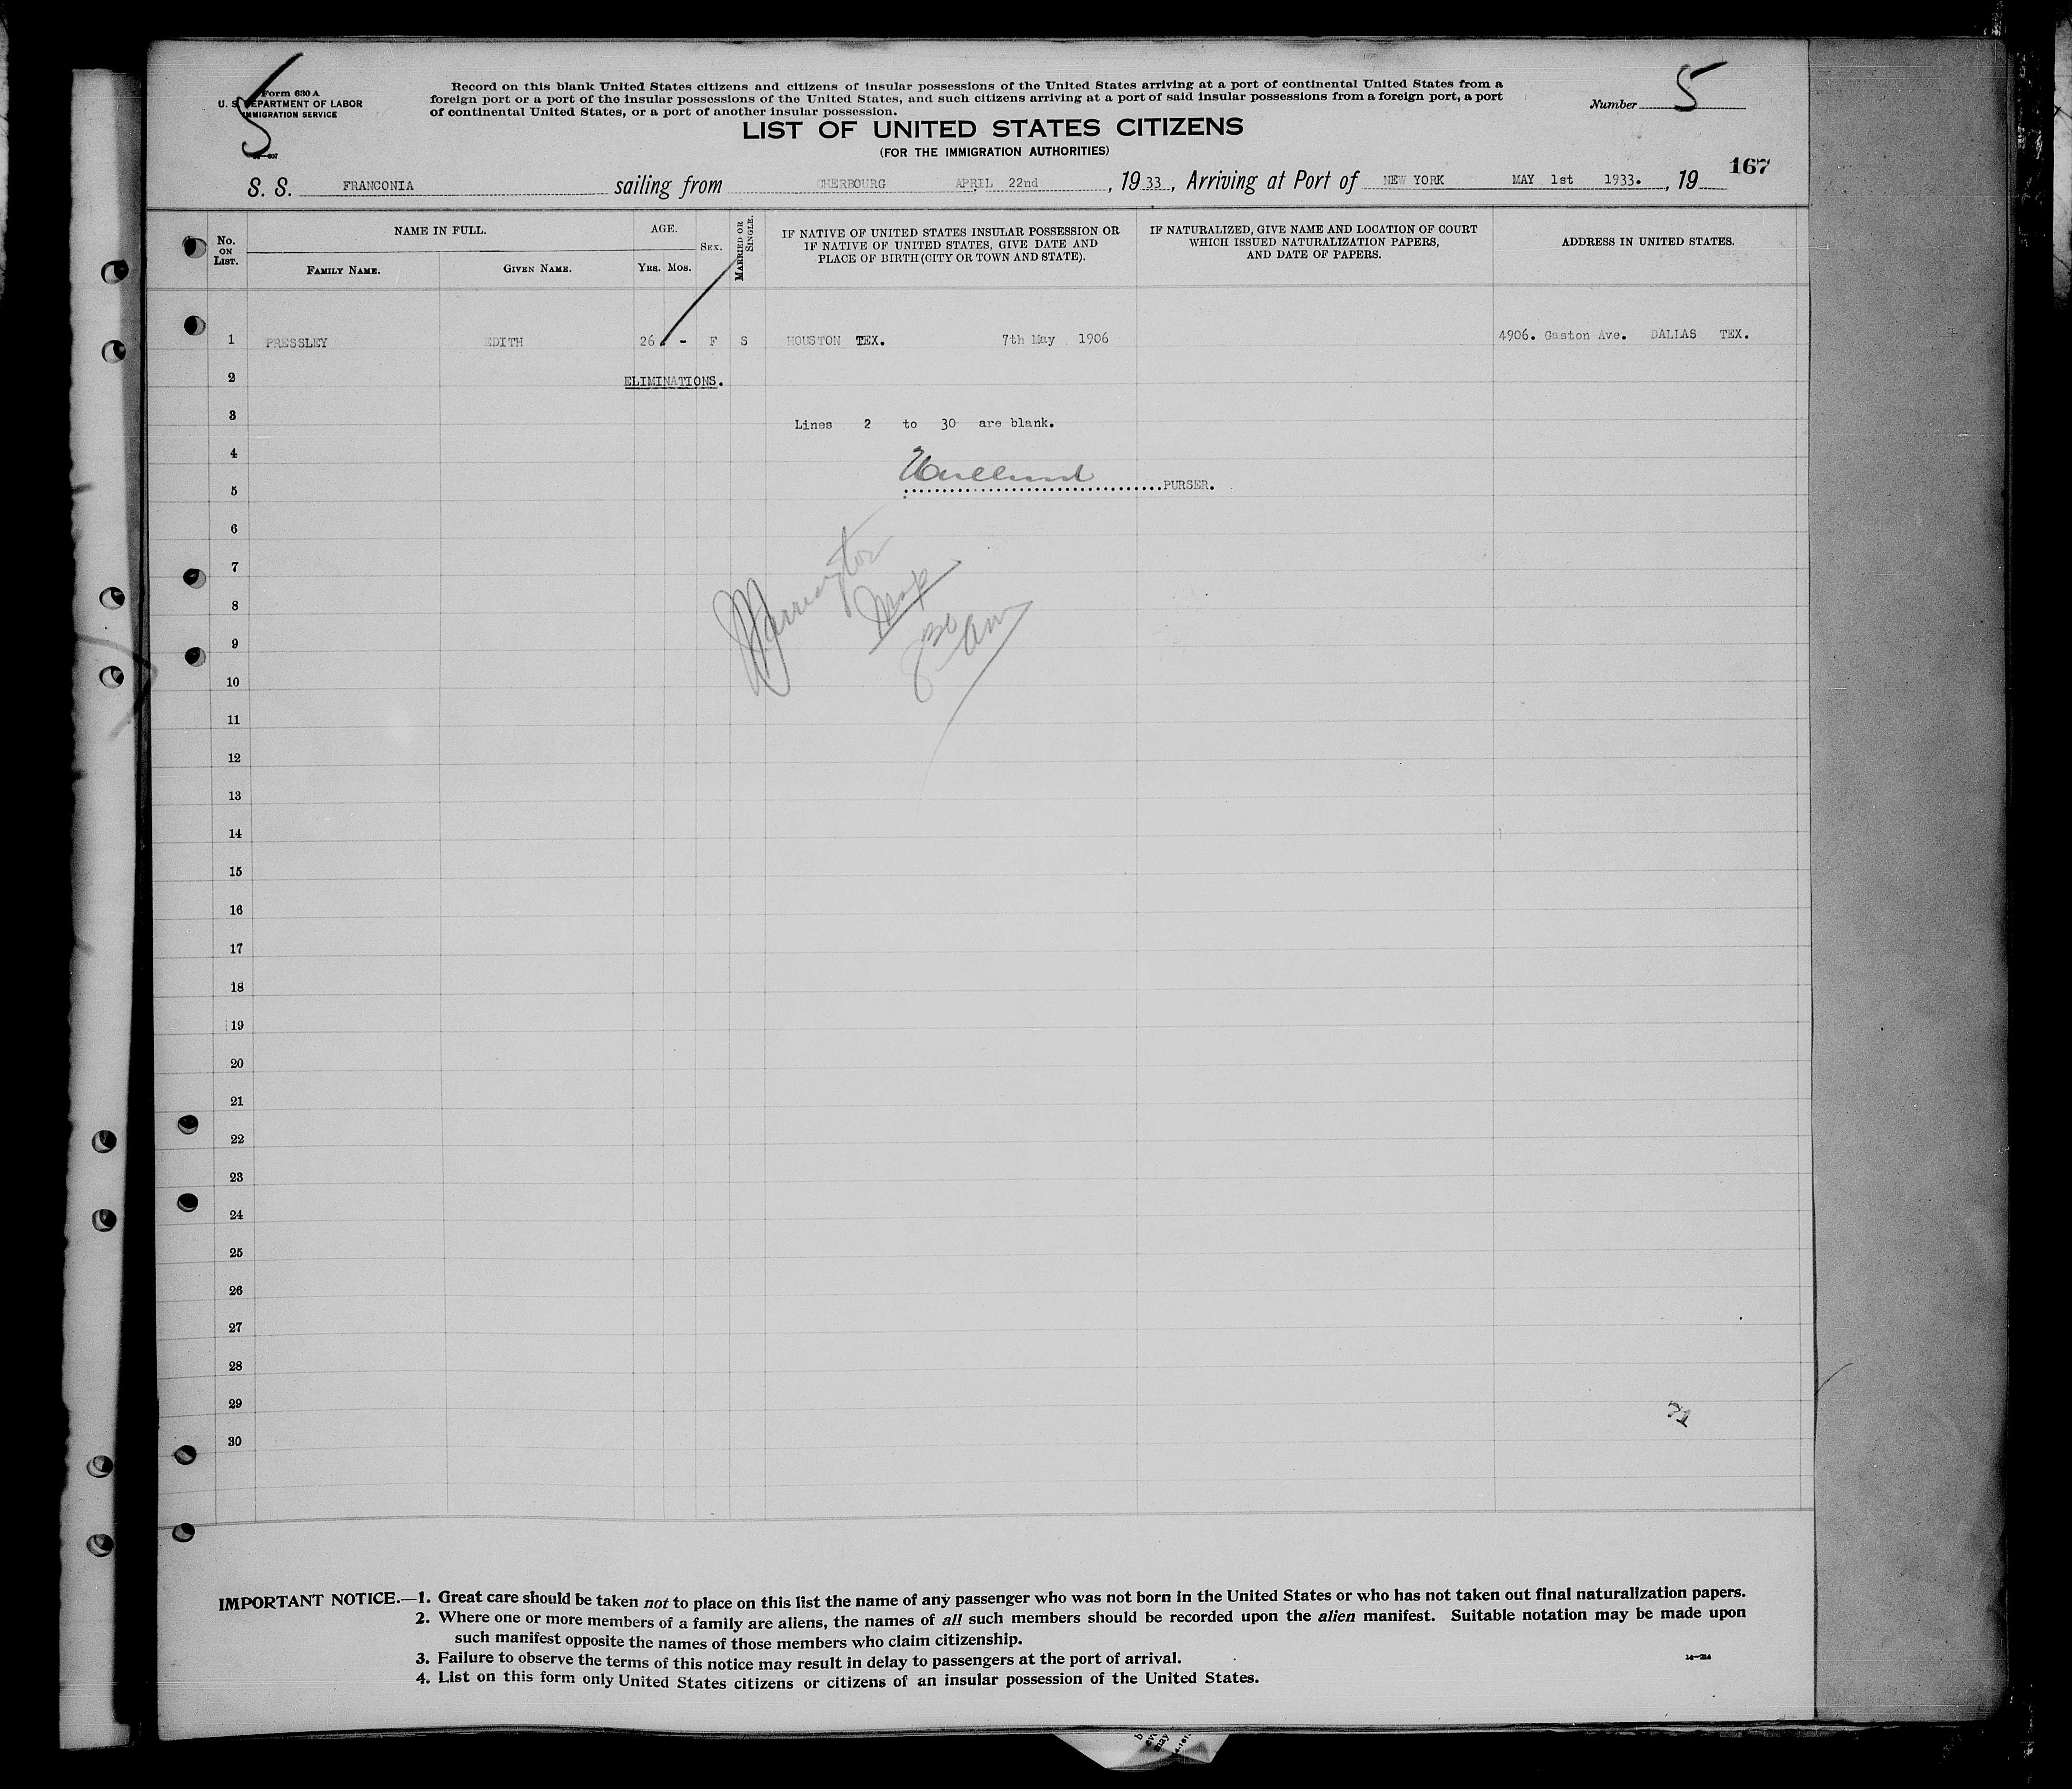 Form 630 A
U. S. DEPARTMENT OF LABOR
IMMIGRATION SERVICE
Record on this blank United States citizens and citizens of insular possessions of the United States arriving at a port of continental United States from a
foreign port or a port of the insular possessions of the United States, and such citizens arriving at a port of said insular possessions from a foreign port, a port
of continental United States, or a port of another insular possession.
Number 5
5
LIST OF UNITED STATES CITIZENS
(FOR THE IMMIGRATION AUTHORITIES)
167
S. S. FRANCONIA sailing from CHERBOURG APRIL 22nd, 1933, Arriving at Port of NEW YORK MAY 1st 1933., 19
No. ON LIST.
NAME IN FULL.
FAMILY NAME. GIVEN NAME.
AGE.
YRS. MOS.
SEX.
MARRIED OR SINGLE.
IF NATIVE OF UNITED STATES INSULAR POSSESSION OR
IF NATIVE OF UNITED STATES, GIVE DATE AND
PLACE OF BIRTH (CITY OR TOWN AND STATE).
IF NATURALIZED, GIVE NAME AND LOCATION OF COURT
WHICH ISSUED NATURALIZATION PAPERS,
AND DATE OF PAPERS.
ADDRESS IN UNITED STATES.
1 PRESSLEY EDITH 26 - F S HOUSTON TEX. 7th May 1906 4906. Gaston Ave. DALLAS TEX.
2 ELIMINATIONS.
3 Lines 2 to 30 are blank.
4
5 PURSER.
6
7
8
9
10
11
12
13
14
15
16
17
18
19
20
21
22
23
24
25
26
27
28
29
30
IMPORTANT NOTICE.—1. Great care should be taken not to place on this list the name of any passenger who was not born in the United States or who has not taken out final naturalization papers.
2. Where one or more members of a family are aliens, the names of all such members should be recorded upon the alien manifest. Suitable notation may be made upon
such manifest opposite the names of those members who claim citizenship.
3. Failure to observe the terms of this notice may result in delay to passengers at the port of arrival.
4. List on this form only United States citizens or citizens of an insular possession of the United States.